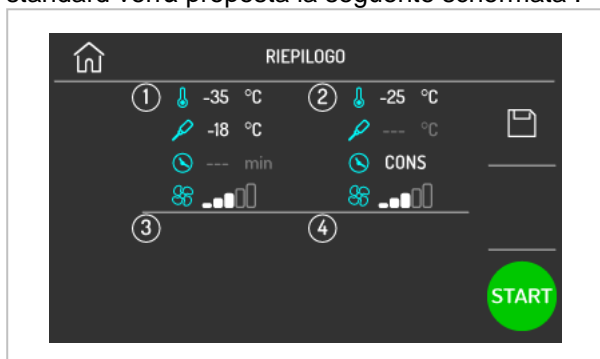 standard verrà proposta la seguente schermata :
RIEPILOGO
1 -35 °C 2 -25 °C
-18 °C --- °C
--- min CONS
3 4
START